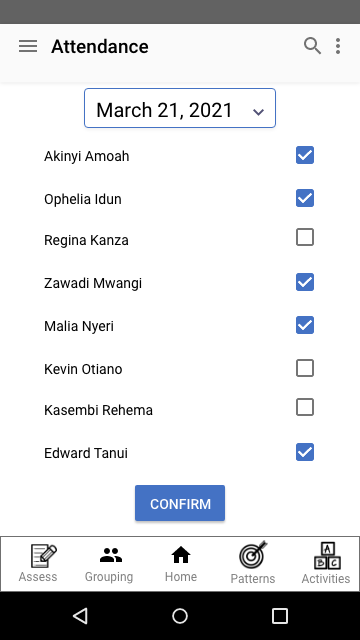 Attendance
March 21, 2021
Akinyi Amoah
Ophelia Idun
Regina Kanza
Zawadi Mwangi
Malia Nyeri
Kevin Otiano
Kasembi Rehema
Edward Tanui
CONFIRM
A
B C
Assess Grouping Home Patterns Activities